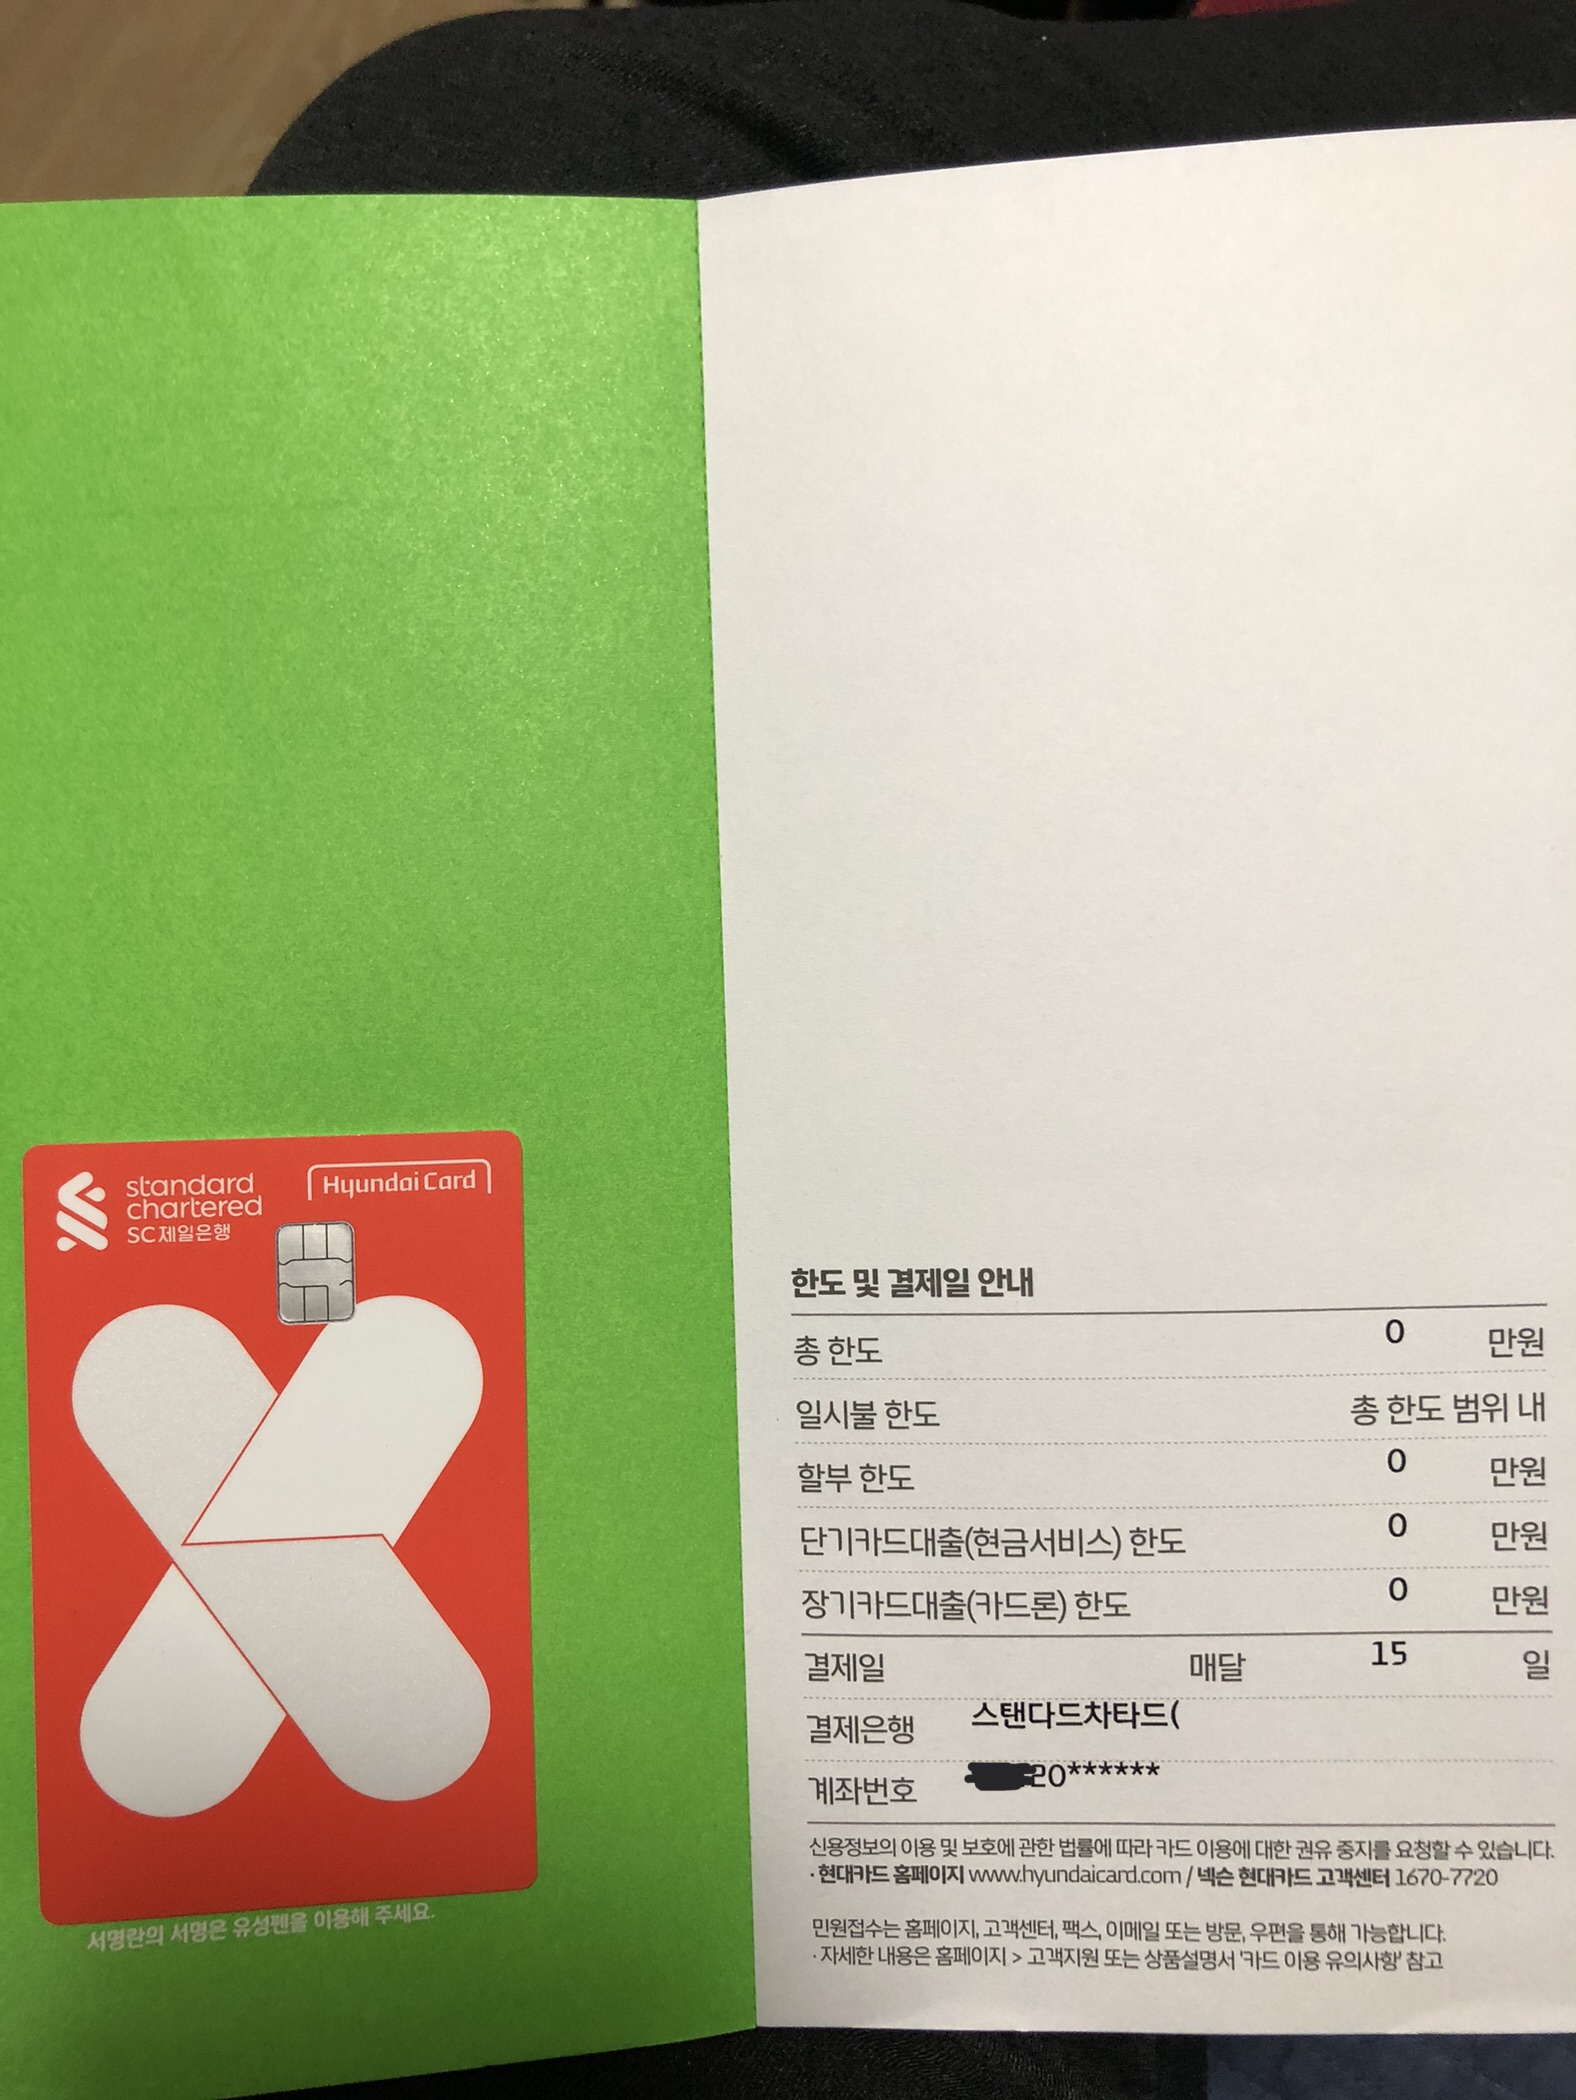 standard
chartered
SC제일은행
Hyundai Card
서명란의 서명은 유성펜을 이용해 주세요.
한도 및 결제일 안내
총 한도 0 만원
일시불 한도 총 한도 범위 내
할부 한도 0 만원
단기카드대출(현금서비스) 한도 0 만원
장기카드대출(카드론) 한도 0 만원
결제일 매달 15 일
결제은행 스탠다드차타드(
계좌번호 20******
신용정보의 이용 및 보호에 관한 법률에 따라 카드 이용에 대한 권유 중지를 요청할 수 있습니다.
· 현대카드 홈페이지 www.hyundaicard.com / 넥슨 현대카드 고객센터 1670-7720
민원접수는 홈페이지, 고객센터, 팩스, 이메일 또는 방문, 우편을 통해 가능합니다.
· 자세한 내용은 홈페이지 > 고객지원 또는 상품설명서 '카드 이용 유의사항' 참고